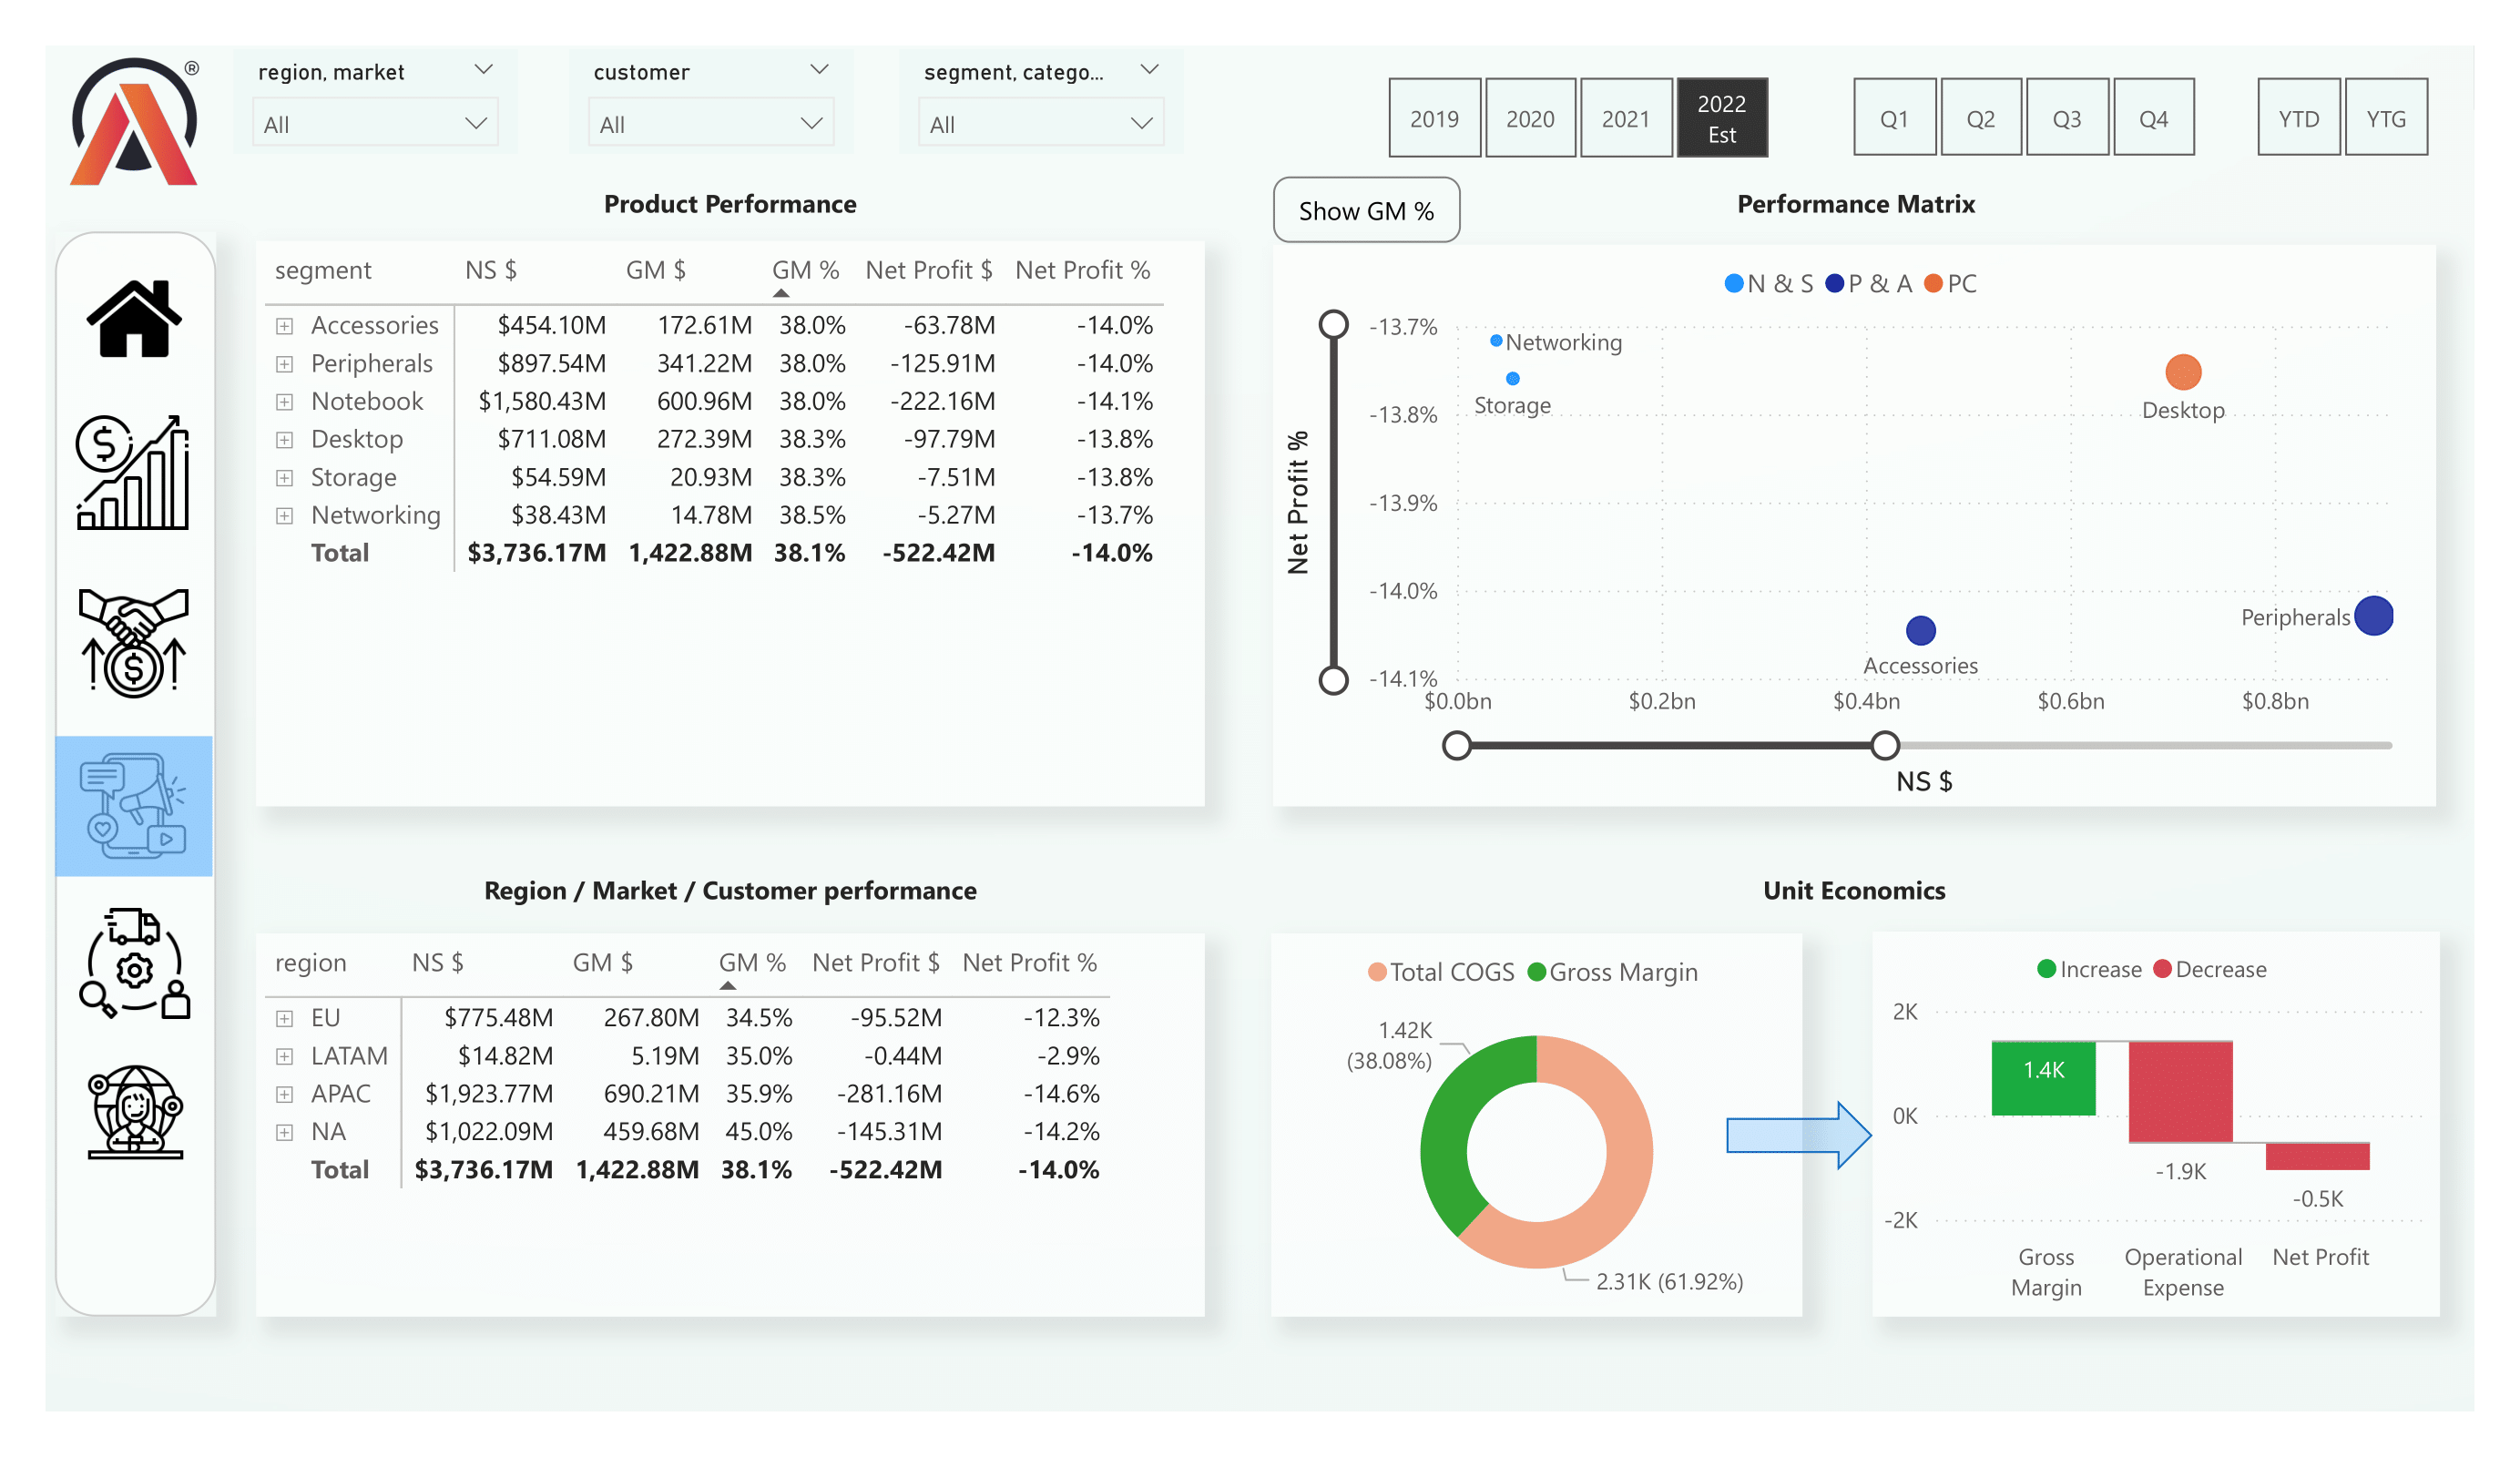 ®
region, market
All
customer
All
segment, catego...
All
2019
2020
2021
2022
Est
Q1
Q2
Q3
Q4
YTD
YTG
Product Performance
segment NS $ GM $ GM % Net Profit $ Net Profit %
Accessories $454.10M 172.61M 38.0% -63.78M -14.0%
Peripherals $897.54M 341.22M 38.0% -125.91M -14.0%
Notebook $1,580.43M 600.96M 38.0% -222.16M -14.1%
Desktop $711.08M 272.39M 38.3% -97.79M -13.8%
Storage $54.59M 20.93M 38.3% -7.51M -13.8%
Networking $38.43M 14.78M 38.5% -5.27M -13.7%
Total $3,736.17M 1,422.88M 38.1% -522.42M -14.0%
Show GM %
Performance Matrix
N & S P & A PC
Net Profit %
-13.7%
-13.8%
-13.9%
-14.0%
-14.1%
Networking
Storage
Desktop
Peripherals
Accessories
$0.0bn $0.2bn $0.4bn $0.6bn $0.8bn
NS $
Region / Market / Customer performance
region NS $ GM $ GM % Net Profit $ Net Profit %
EU $775.48M 267.80M 34.5% -95.52M -12.3%
LATAM $14.82M 5.19M 35.0% -0.44M -2.9%
APAC $1,923.77M 690.21M 35.9% -281.16M -14.6%
NA $1,022.09M 459.68M 45.0% -145.31M -14.2%
Total $3,736.17M 1,422.88M 38.1% -522.42M -14.0%
Unit Economics
Total COGS Gross Margin
1.42K
(38.08%)
2.31K (61.92%)
Increase Decrease
2K
0K
-2K
1.4K
-1.9K
-0.5K
Gross
Margin
Operational
Expense
Net Profit